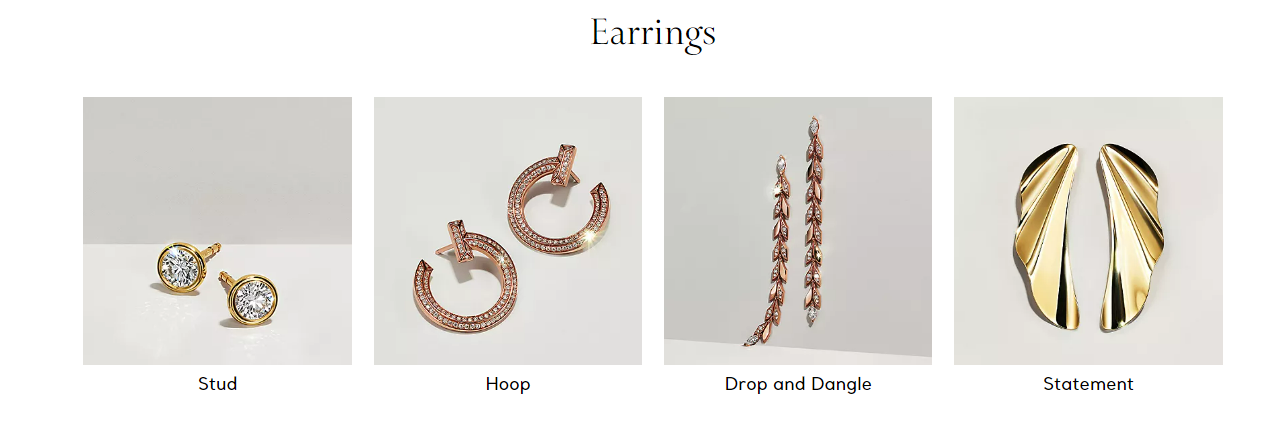 Earrings
Stud
Hoop
Drop and Dangle
Statement